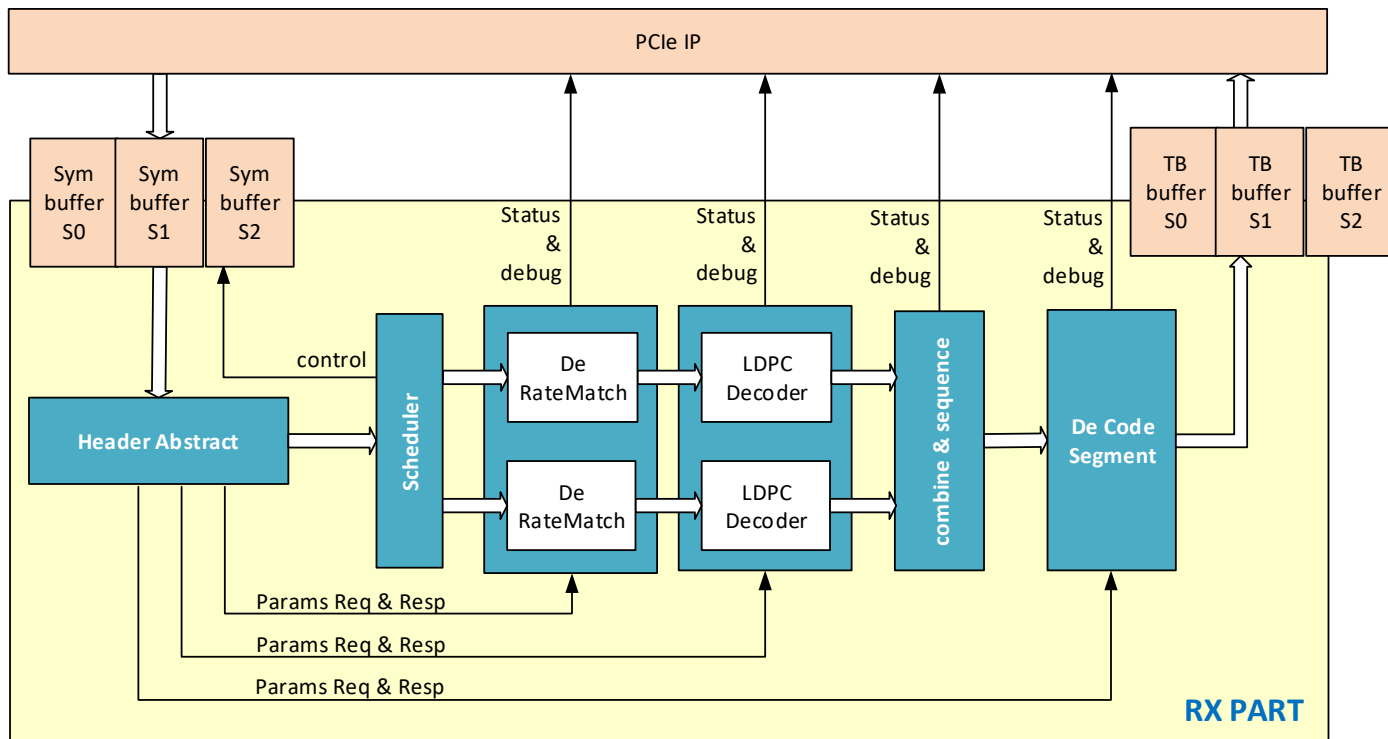 PCIe IP
Sym
buffer
S0
Sym
buffer
S1
Sym
buffer
S2
TB
buffer
S0
TB
buffer
S1
TB
buffer
S2
Status
&
debug
Status
&
debug
Status
&
debug
Status
&
debug
control
Header Abstract
Scheduler
De
RateMatch
LDPC
Decoder
De
RateMatch
LDPC
Decoder
combine & sequence
De Code
Segment
Params Req & Resp
Params Req & Resp
Params Req & Resp
RX PART